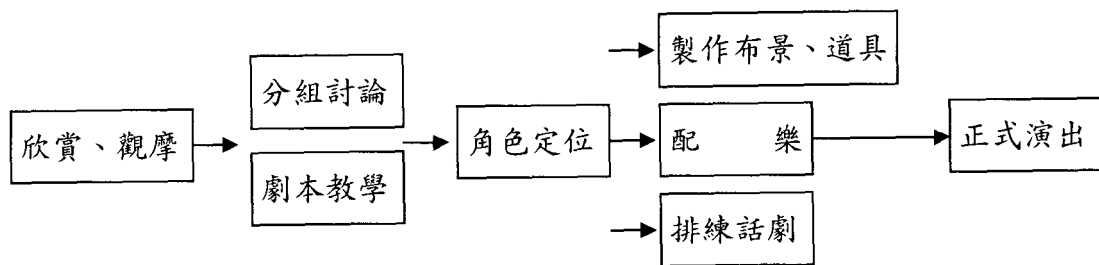 欣賞、觀摩
分組討論
劇本教學
角色定位
製作布景、道具
配樂
排練話劇
正式演出